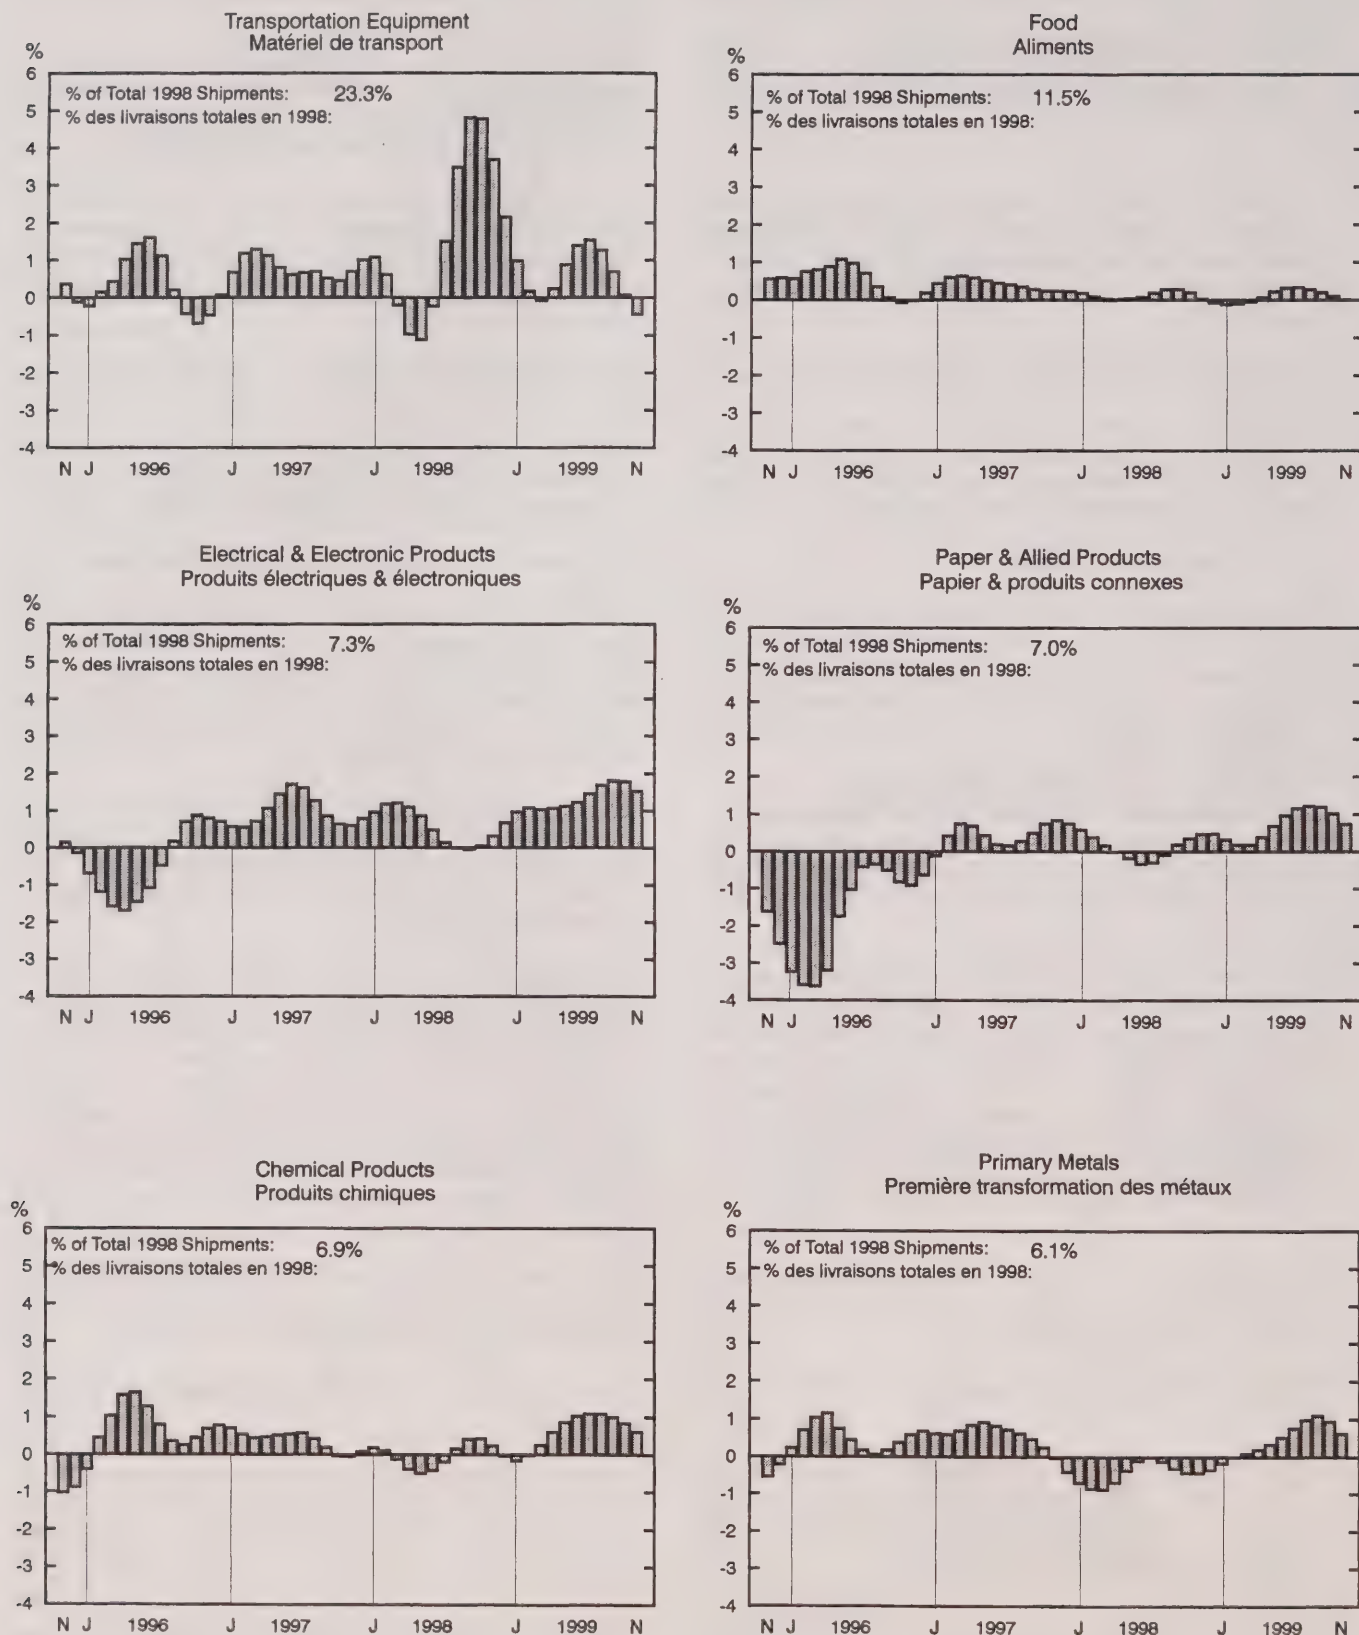 Transportation Equipment
Matériel de transport
%
6
% of Total 1998 Shipments: 23.3%
% des livraisons totales en 1998:
5
4
3
2
1
0
-1
-2
-3
-4
N J 1996 J 1997 J 1998 J 1999 N
Food
Aliments
%
6
% of Total 1998 Shipments: 11.5%
% des livraisons totales en 1998:
5
4
3
2
1
0
-1
-2
-3
-4
N J 1996 J 1997 J 1998 J 1999 N
Electrical & Electronic Products
Produits électriques & électroniques
%
6
% of Total 1998 Shipments: 7.3%
% des livraisons totales en 1998:
5
4
3
2
1
0
-1
-2
-3
-4
N J 1996 J 1997 J 1998 J 1999 N
Paper & Allied Products
Papier & produits connexes
%
6
% of Total 1998 Shipments: 7.0%
% des livraisons totales en 1998:
5
4
3
2
1
0
-1
-2
-3
-4
N J 1996 J 1997 J 1998 J 1999 N
Chemical Products
Produits chimiques
%
6
% of Total 1998 Shipments: 6.9%
% des livraisons totales en 1998:
5
4
3
2
1
0
-1
-2
-3
-4
N J 1996 J 1997 J 1998 J 1999 N
Primary Metals
Première transformation des métaux
%
6
% of Total 1998 Shipments: 6.1%
% des livraisons totales en 1998:
5
4
3
2
1
0
-1
-2
-3
-4
N J 1996 J 1997 J 1998 J 1999 N